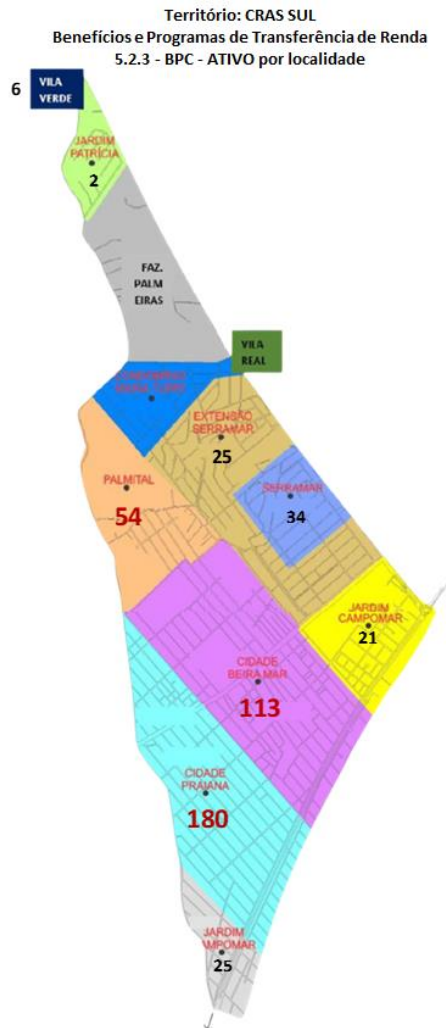 Território: CRAS SUL
Benefícios e Programas de Transferência de Renda
5.2.3 - BPC - ATIVO por localidade
6
VILA
VERDE
JARDIM
PATRÍCIA
2
FAZ.
PALM
EIRAS
VILA
REAL
EXTENSÃO
SERRAMAR
25
PALMITAL
54
SERRAMAR
34
JARDIM
CAMPOMAR
21
CIDADE
BEIRA MAR
113
CIDADE
PRAIANA
180
JARDIM
AMPOMAR
25